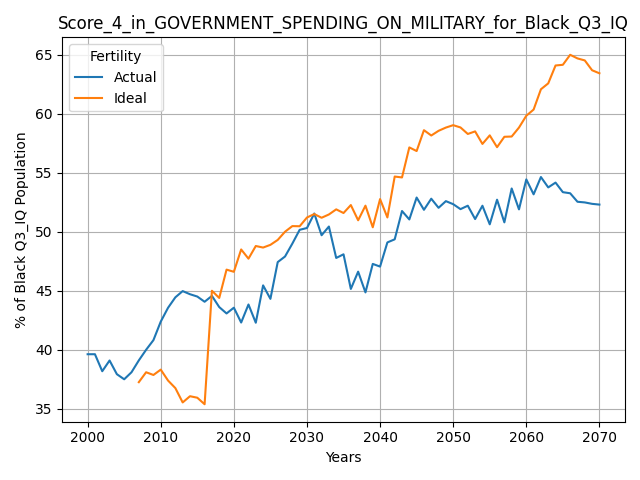 Score_4_in_GOVERNMENT_SPENDING_ON_MILITARY_for_Black_Q3_IQ
Fertility
Actual
Ideal
65
60
55
50
45
40
35
% of Black Q3_IQ Population
2000
2010
2020
2030
2040
2050
2060
2070
Years